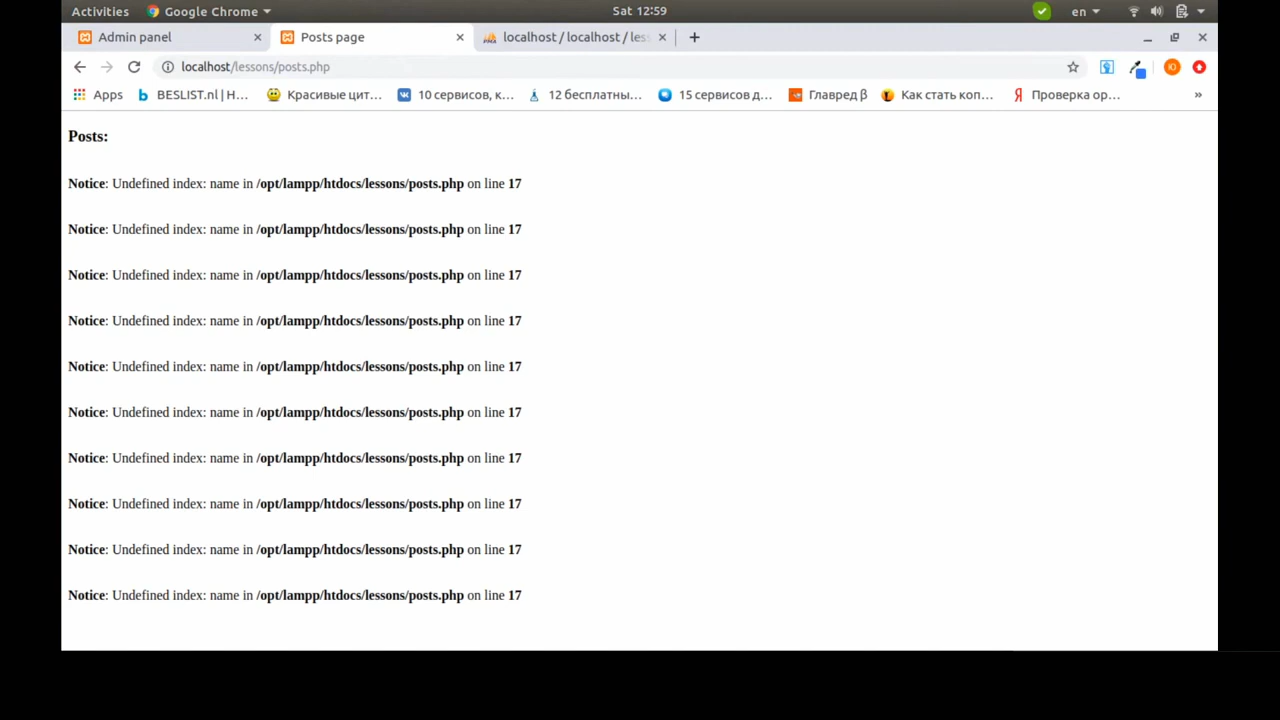 Activities Google Chrome Sat 12:59 en
Admin panel Posts page localhost / localhost / les
localhost/lessons/posts.php
Apps BESLIST.nl | H... Красивые цит... 10 сервисов, к... 12 бесплатны... 15 сервисов д... Главред β Как стать коп... Проверка ор... »
Posts:
Notice: Undefined index: name in /opt/lampp/htdocs/lessons/posts.php on line 17
Notice: Undefined index: name in /opt/lampp/htdocs/lessons/posts.php on line 17
Notice: Undefined index: name in /opt/lampp/htdocs/lessons/posts.php on line 17
Notice: Undefined index: name in /opt/lampp/htdocs/lessons/posts.php on line 17
Notice: Undefined index: name in /opt/lampp/htdocs/lessons/posts.php on line 17
Notice: Undefined index: name in /opt/lampp/htdocs/lessons/posts.php on line 17
Notice: Undefined index: name in /opt/lampp/htdocs/lessons/posts.php on line 17
Notice: Undefined index: name in /opt/lampp/htdocs/lessons/posts.php on line 17
Notice: Undefined index: name in /opt/lampp/htdocs/lessons/posts.php on line 17
Notice: Undefined index: name in /opt/lampp/htdocs/lessons/posts.php on line 17